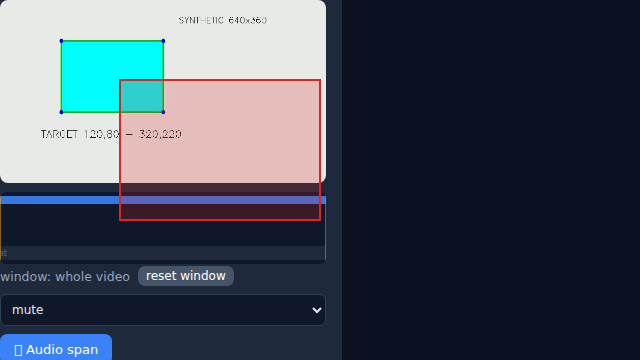 SYNTHETIC 640x360
TARGET 120,80 — 320,220
window: whole video reset window
mute
Audio span